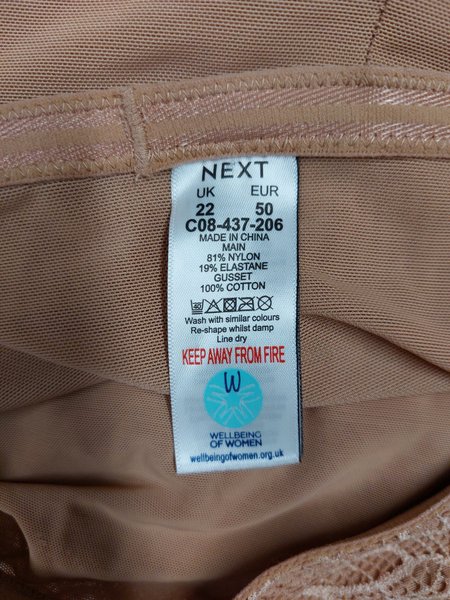 NEXT
UK EUR
22 50
C08-437-206
MADE IN CHINA
MAIN
81% NYLON
19% ELASTANE
GUSSET
100% COTTON
Wash with similar colours
Re-shape whilst damp
Line dry
KEEP AWAY FROM FIRE
W
WELLBEING
OF WOMEN
wellbeingofwomen.org.uk